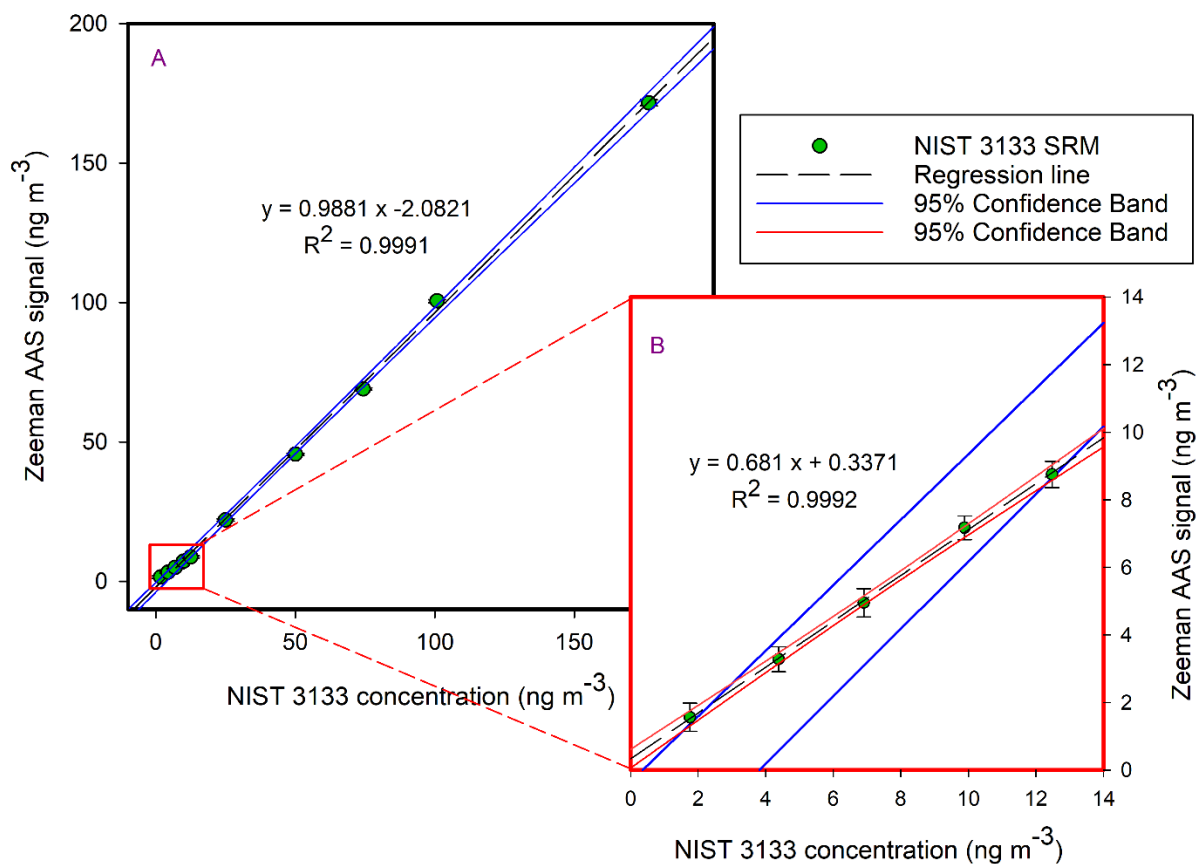 A
200
150
100
50
0
Zeeman AAS signal (ng m-3)
y = 0.9881 x -2.0821
R2 = 0.9991
0 50 100 150
NIST 3133 concentration (ng m-3)
NIST 3133 SRM
Regression line
95% Confidence Band
95% Confidence Band
B
y = 0.681 x + 0.3371
R2 = 0.9992
14
12
10
8
6
4
2
0
Zeeman AAS signal (ng m-3)
0 2 4 6 8 10 12 14
NIST 3133 concentration (ng m-3)